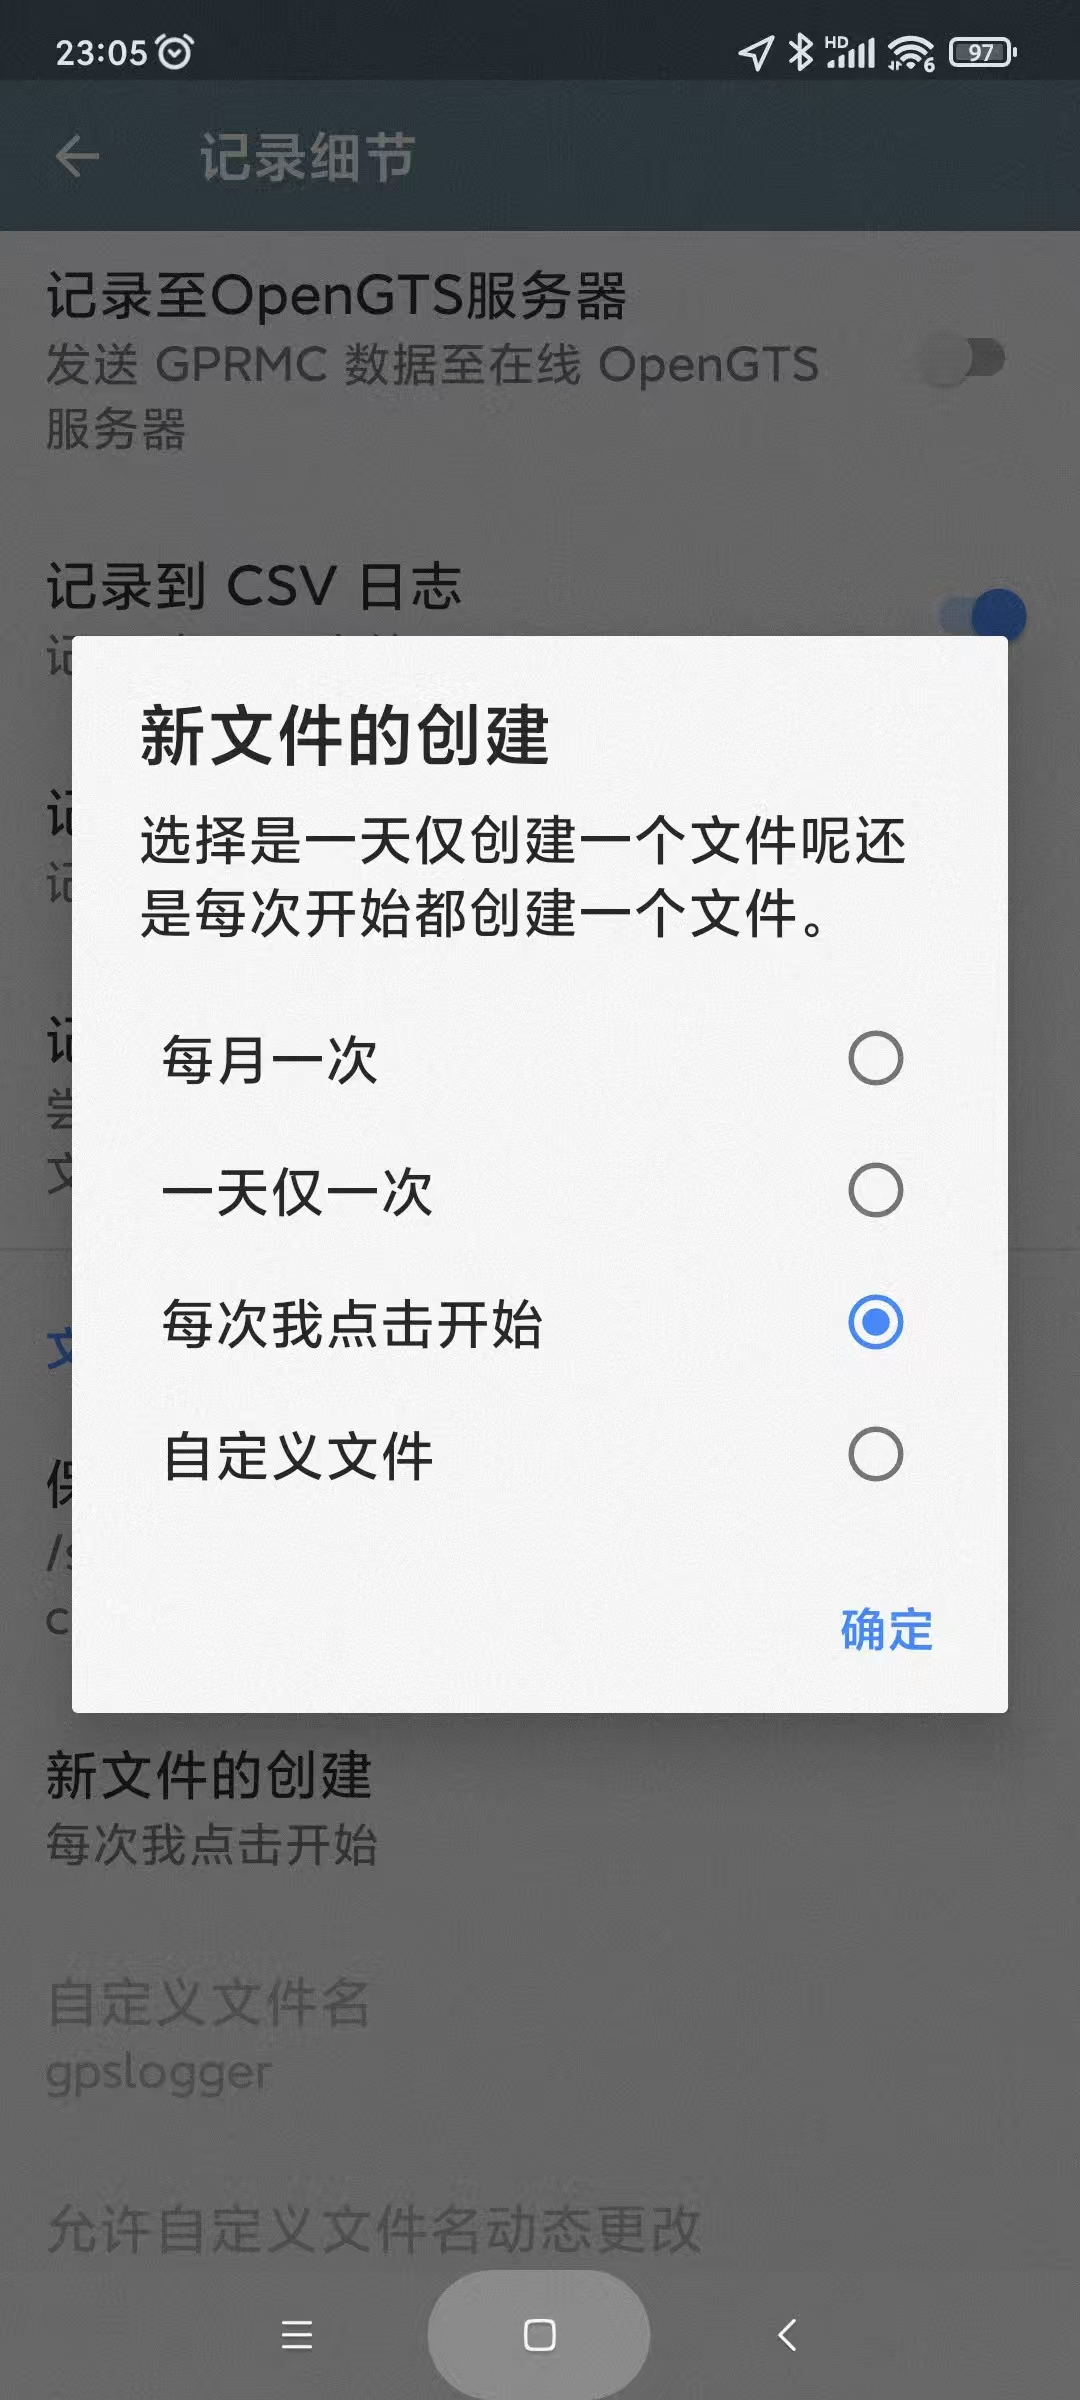 23:05
HD
6
97
记录细节
记录至OpenGTS服务器
发送 GPRMC 数据至在线 OpenGTS
服务器
记录到 CSV 日志
新文件的创建
选择是一天仅创建一个文件呢还
是每次开始都创建一个文件。
每月一次
一天仅一次
每次我点击开始
自定义文件
确定
新文件的创建
每次我点击开始
自定义文件名
gpslogger
允许自定义文件名动态更改